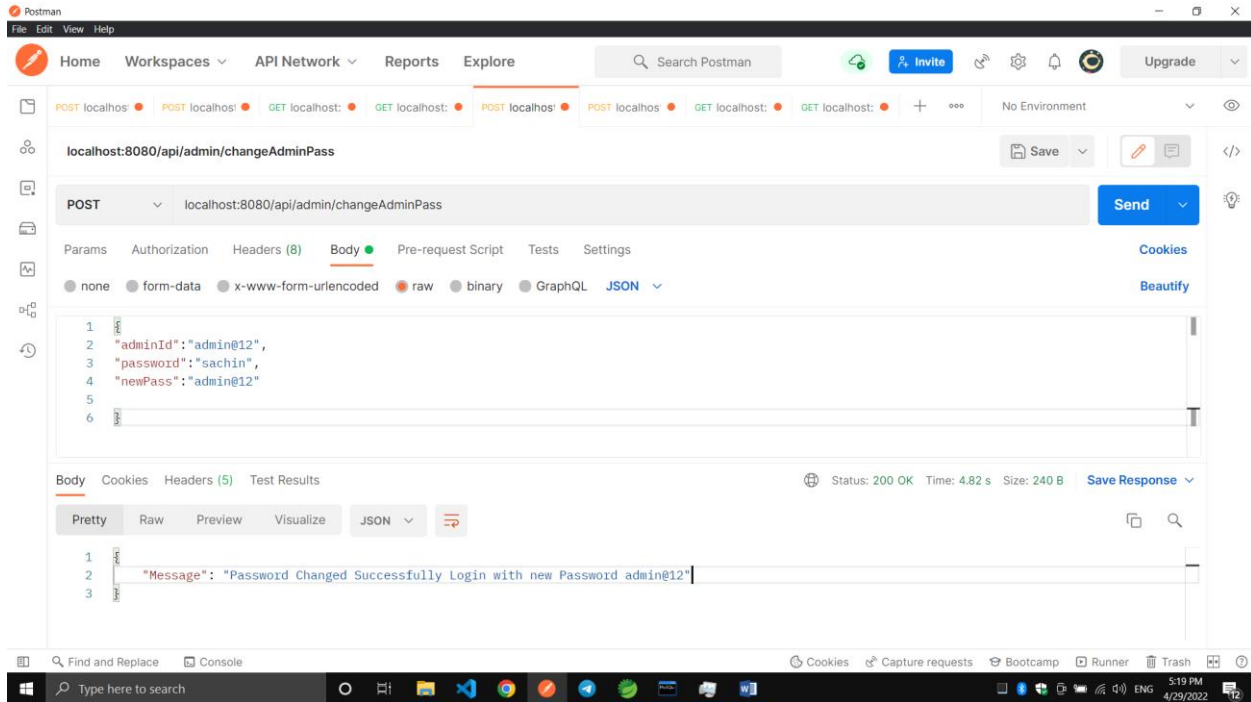 Postman
File Edit View Help
Home Workspaces API Network Reports Explore Search Postman Invite Upgrade
POST localhos POST localhos GET localhost: GET localhost: POST localhos POST localhos GET localhost: GET localhost: + ooo No Environment
localhost:8080/api/admin/changeAdminPass Save
POST localhost:8080/api/admin/changeAdminPass Send
Params Authorization Headers (8) Body Pre-request Script Tests Settings Cookies
none form-data x-www-form-urlencoded raw binary GraphQL JSON Beautify
1 {
2 "adminId":"admin@12",
3 "password":"sachin",
4 "newPass":"admin@12"
5
6 }
Body Cookies Headers (5) Test Results Status: 200 OK Time: 4.82 s Size: 240 B Save Response
Pretty Raw Preview Visualize JSON
1 {
2 "Message": "Password Changed Successfully Login with new Password admin@12"
3 }
Find and Replace Console Cookies Capture requests Bootcamp Runner Trash
Type here to search ENG 5:19 PM
4/29/2022 12